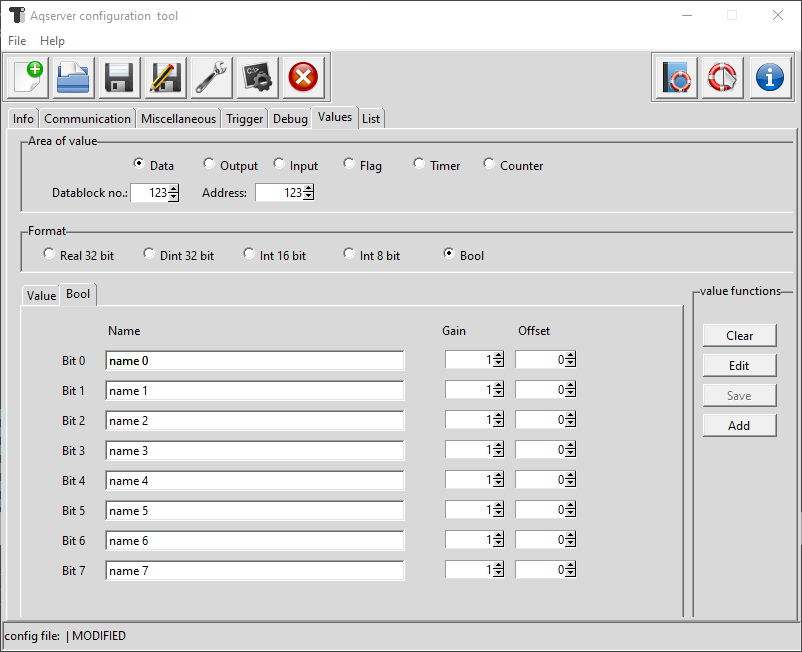 Aqserver configuration  tool
File Help
Info Communication Miscellaneous Trigger Debug Values List
Area of value
Data Output Input Flag Timer Counter
Datablock no.: 123 Address: 123
Format
Real 32 bit Dint 32 bit Int 16 bit Int 8 bit Bool
Value Bool
value functions
Name Gain Offset
Clear
Bit 0 name 0 1 0
Edit
Bit 1 name 1 1 0
Save
Bit 2 name 2 1 0
Add
Bit 3 name 3 1 0
Bit 4 name 4 1 0
Bit 5 name 5 1 0
Bit 6 name 6 1 0
Bit 7 name 7 1 0
config file:  | MODIFIED